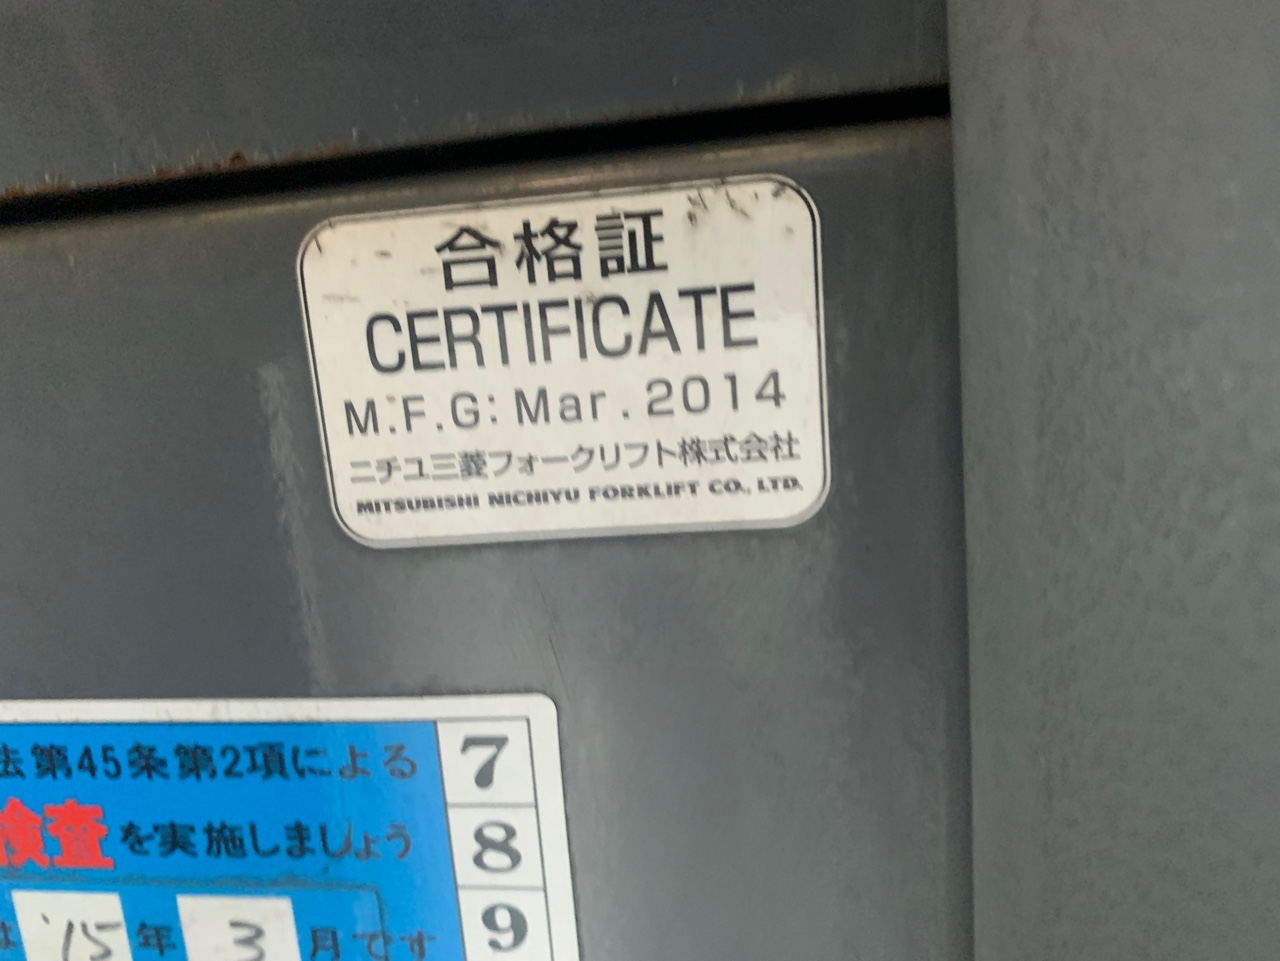 合格証
CERTIFICATE
M.F.G: Mar. 2014
ニチユ三菱フォークリフト株式会社
MITSUBISHI NICHIYU FORKLIFT CO., LTD.
法第45条第2項による
検査を実施しましょう
は '15年 3月です
7
8
9